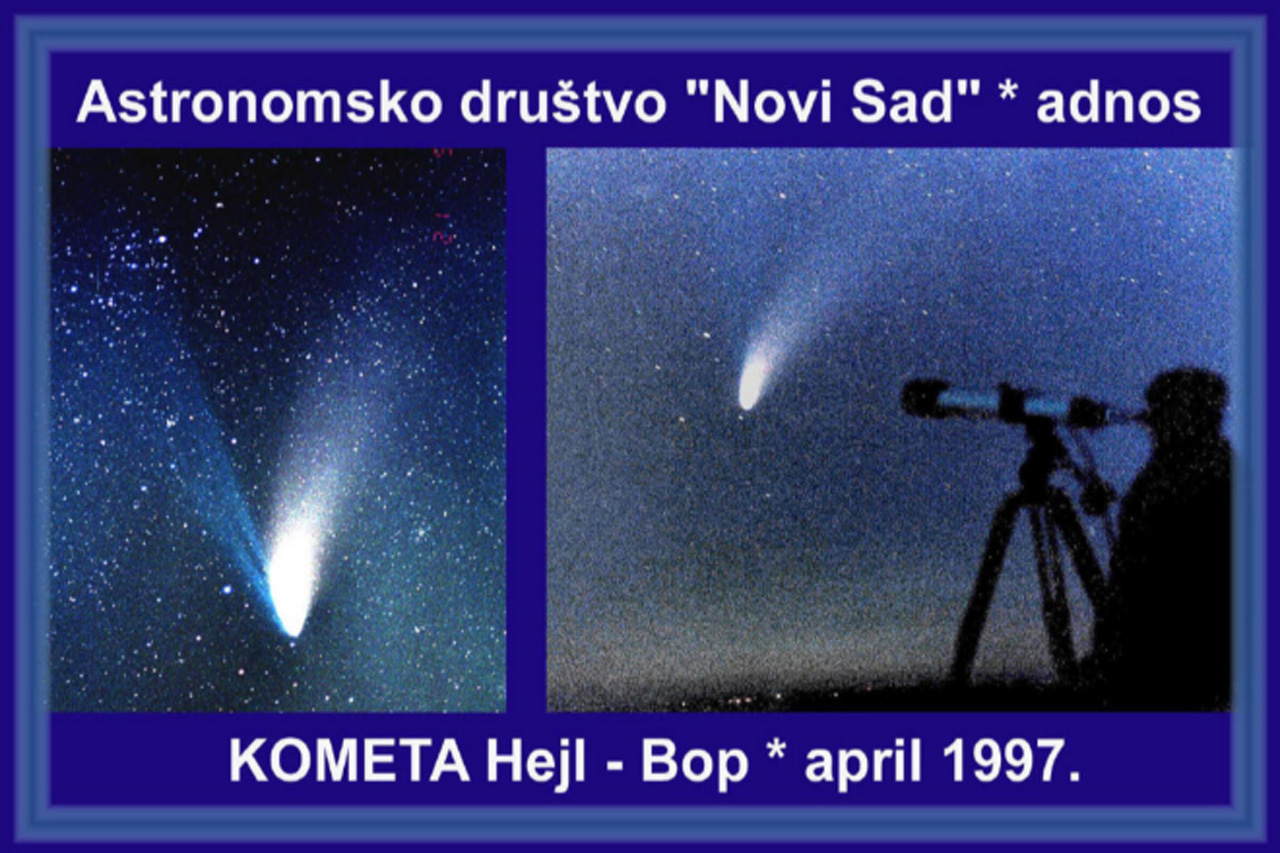 Astronomsko društvo "Novi Sad" * adnos
KOMETA Hejl - Bop * april 1997.